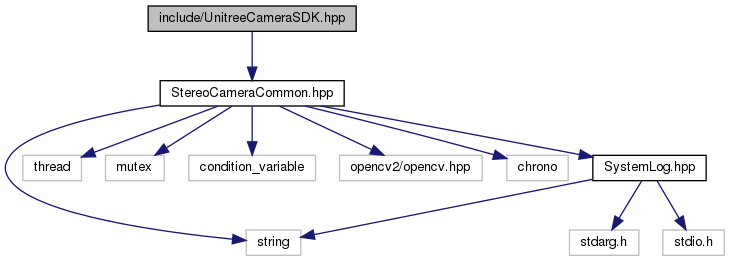 include/UnitreeCameraSDK.hpp
StereoCameraCommon.hpp
thread
mutex
condition_variable
opencv2/opencv.hpp
chrono
SystemLog.hpp
string
stdarg.h
stdio.h